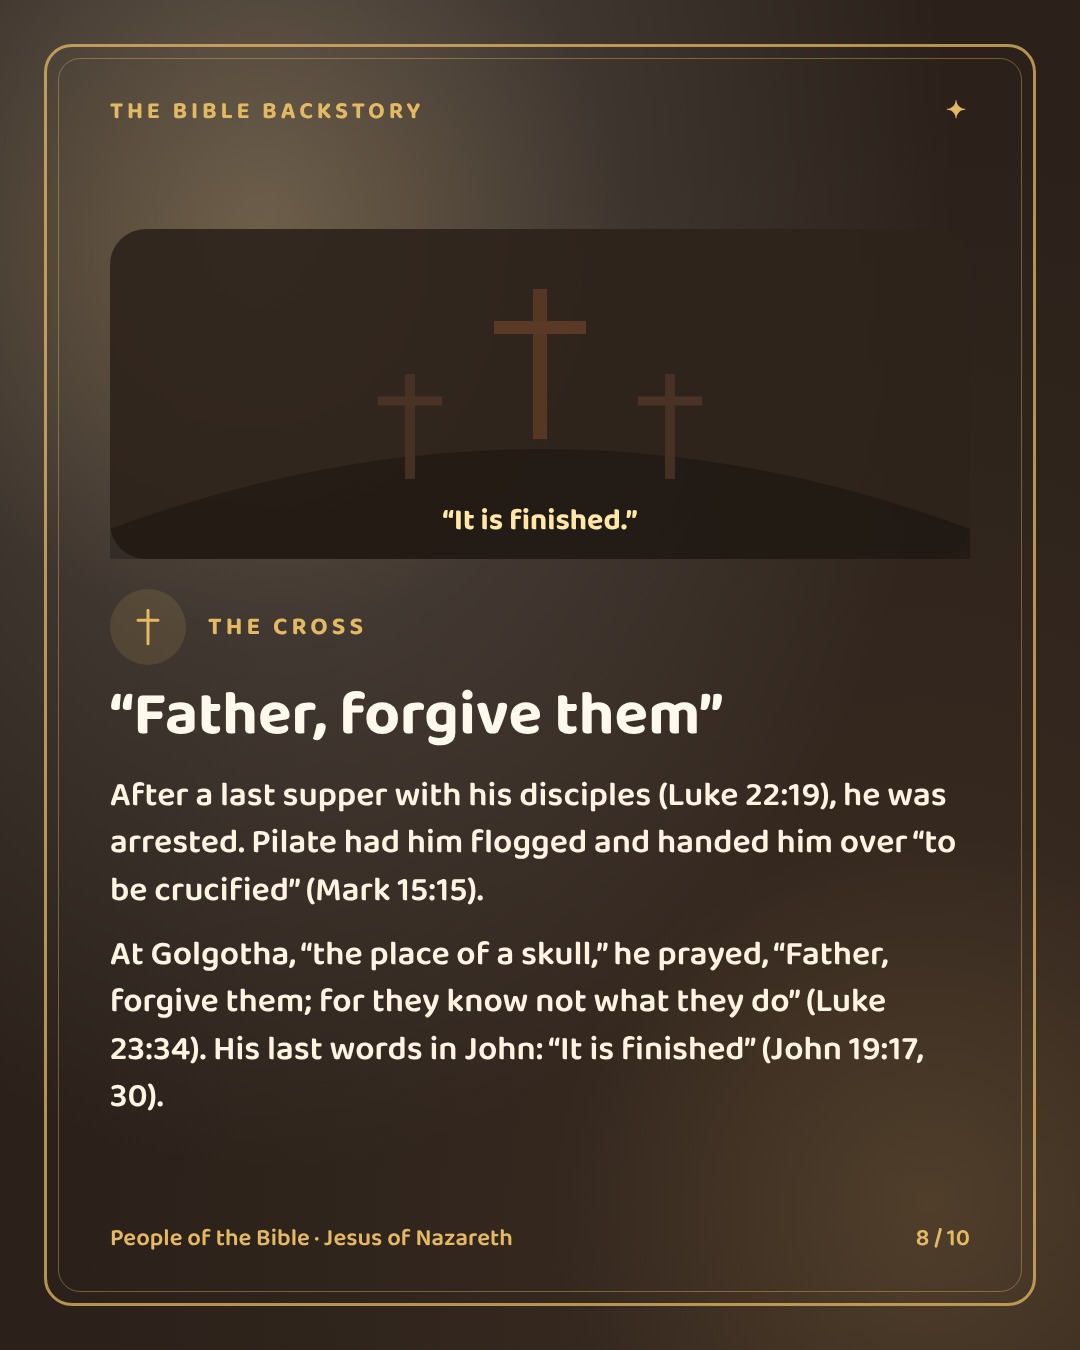 THE BIBLE BACKSTORY
“It is finished.”
THE CROSS
“Father, forgive them”
After a last supper with his disciples (Luke 22:19), he was
arrested. Pilate had him flogged and handed him over “to
be crucified” (Mark 15:15).
At Golgotha, “the place of a skull,” he prayed, “Father,
forgive them; for they know not what they do” (Luke
23:34). His last words in John: “It is finished” (John 19:17,
30).
People of the Bible · Jesus of Nazareth
8 / 10